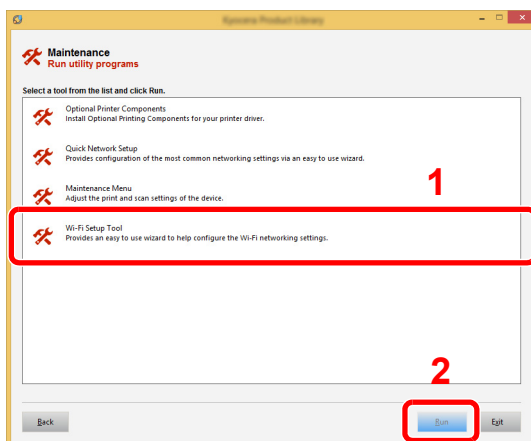 Kyocera Product Library
Maintenance
Run utility programs
Select a tool from the list and click Run.
Optional Printer Components
Install Optional Printing Components for your printer driver.
Quick Network Setup
Provides configuration of the most common networking settings via an easy to use wizard.
1
Maintenance Menu
Adjust the print and scan settings of the device.
Wi-Fi Setup Tool
Provides an easy to use wizard to help configure the Wi-Fi networking settings.
2
Back
Run
Exit